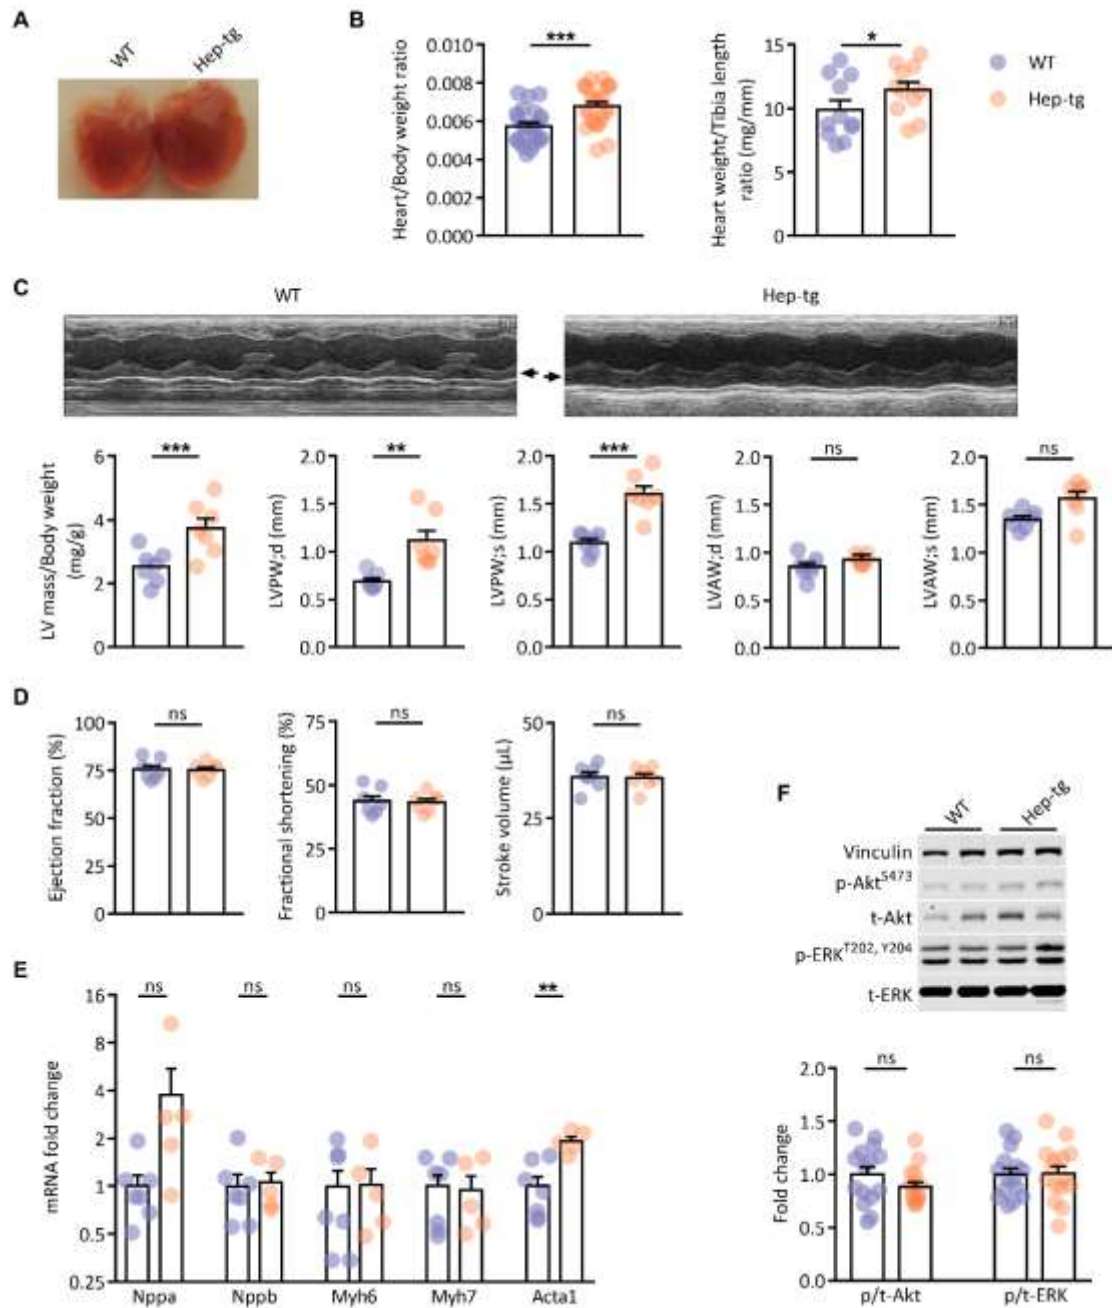 A
WT
Hep-tg
B
Heart/Body weight ratio
0.010
0.008
0.006
0.004
0.002
0.000
***
Heart weight/Tibia length
ratio (mg/mm)
15
10
5
0
*
WT
Hep-tg
C
WT
Hep-tg
LV mass/Body weight
(mg/g)
6
4
2
0
***
LVPW;d (mm)
2.0
1.5
1.0
0.5
0.0
**
LVPW;s (mm)
2.0
1.5
1.0
0.5
0.0
***
LVAW;d (mm)
2.0
1.5
1.0
0.5
0.0
ns
LVAW;s (mm)
2.0
1.5
1.0
0.5
0.0
ns
D
Ejection fraction (%)
100
75
50
25
0
ns
Fractional shortening (%)
75
50
25
0
ns
Stroke volume (µL)
50
25
0
ns
E
mRNA fold change
16
8
4
2
1
0.5
0.25
ns
ns
ns
ns
**
Nppa
Nppb
Myh6
Myh7
Acta1
F
WT
Hep-tg
Vinculin
p-Akt^S473
t-Akt
p-ERK^T202, Y204
t-ERK
Fold change
2.0
1.5
1.0
0.5
0.0
ns
ns
p/t-Akt
p/t-ERK